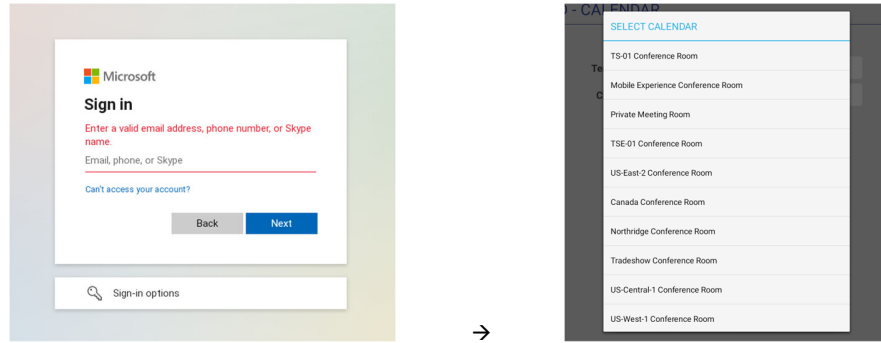 Microsoft
Sign in
Enter a valid email address, phone number, or Skype
name.
Email, phone, or Skype
Can't access your account?
Back Next
Sign-in options
→
- CALENDAR
SELECT CALENDAR
Te
C
TS-01 Conference Room
Mobile Experience Conference Room
Private Meeting Room
TSE-01 Conference Room
US-East-2 Conference Room
Canada Conference Room
Northridge Conference Room
Tradeshow Conference Room
US-Central-1 Conference Room
US-West-1 Conference Room